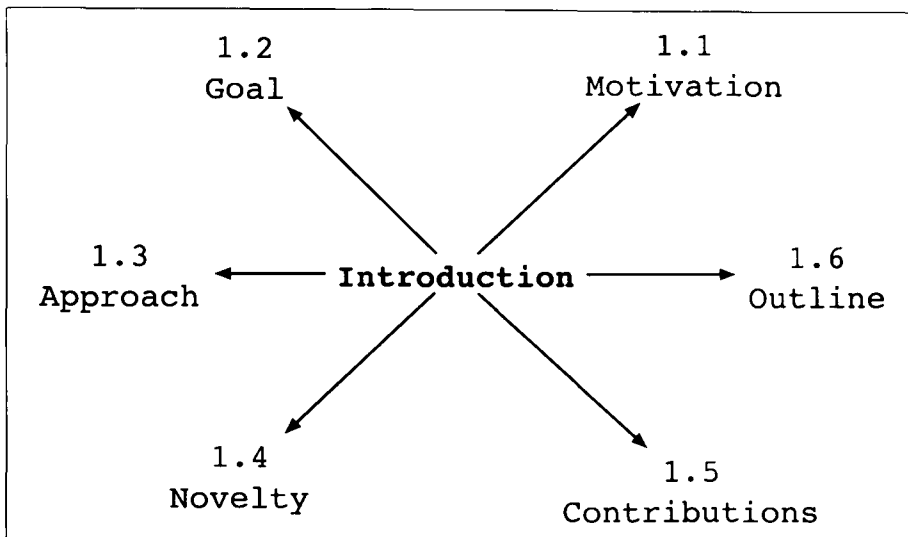 1.2
Goal
1.1
Motivation
1.3
Approach
Introduction
1.6
Outline
1.4
Novelty
1.5
Contributions